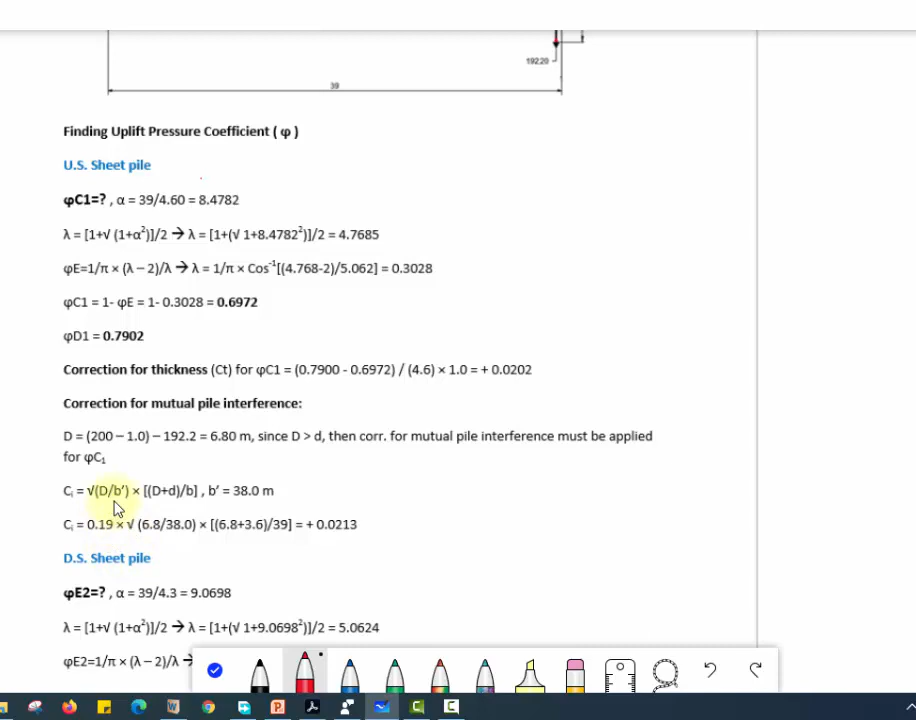 192.20
39
Finding Uplift Pressure Coefficient ( φ )
U.S. Sheet pile
φC1=? , α = 39/4.60 = 8.4782
λ = [1+√ (1+α²)]/2 → λ = [1+(√ 1+8.4782²)]/2 = 4.7685
φE=1/π × (λ – 2)/λ → λ = 1/π × Cos⁻¹[(4.768-2)/5.062] = 0.3028
φC1 = 1- φE = 1- 0.3028 = 0.6972
φD1 = 0.7902
Correction for thickness (Ct) for φC1 = (0.7900 - 0.6972) / (4.6) × 1.0 = + 0.0202
Correction for mutual pile interference:
D = (200 – 1.0) – 192.2 = 6.80 m, since D > d, then corr. for mutual pile interference must be applied
for φC₁
Cᵢ = √(D/b') × [(D+d)/b] , b' = 38.0 m
Cᵢ = 0.19 × √ (6.8/38.0) × [(6.8+3.6)/39] = + 0.0213
D.S. Sheet pile
φE2=? , α = 39/4.3 = 9.0698
λ = [1+√ (1+α²)]/2 → λ = [1+(√ 1+9.0698²)]/2 = 5.0624
φE2=1/π × (λ – 2)/λ →